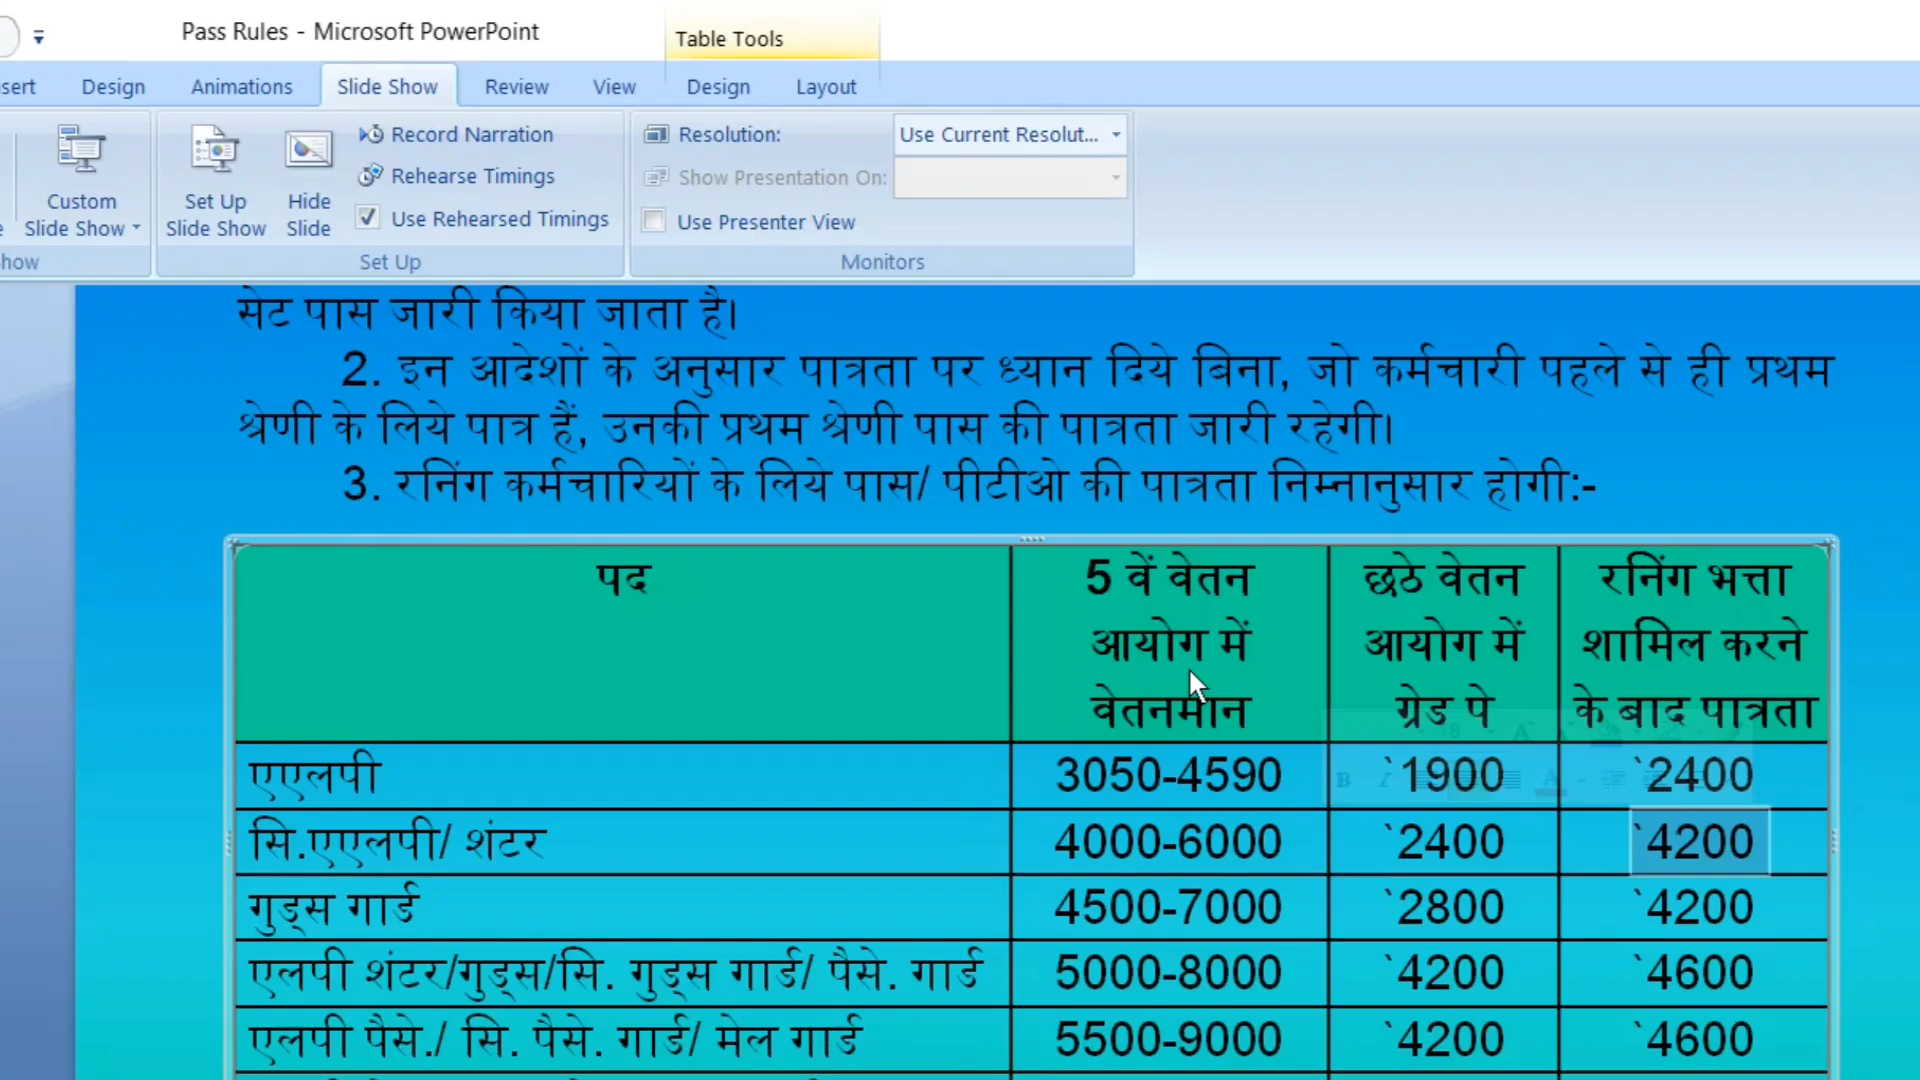 Pass Rules - Microsoft PowerPoint
Table Tools
sert Design Animations Slide Show Review View Design Layout
Custom Slide Show
Set Up Slide Show
Hide Slide
Record Narration
Rehearse Timings
Use Rehearsed Timings
Resolution: Use Current Resolut...
Show Presentation On:
Use Presenter View
how Set Up Monitors
सेट पास जारी किया जाता है।
2. इन आदेशों के अनुसार पात्रता पर ध्यान दिये बिना, जो कर्मचारी पहले से ही प्रथम
श्रेणी के लिये पात्र हैं, उनकी प्रथम श्रेणी पास की पात्रता जारी रहेगी।
3. रनिंग कर्मचारियों के लिये पास/ पीटीओ की पात्रता निम्नानुसार होगी:-
पद
5 वें वेतन
आयोग में
वेतनमान
छठे वेतन
आयोग में
ग्रेड पे
रनिंग भत्ता
शामिल करने
के बाद पात्रता
एएलपी 3050-4590 `1900 `2400
सि.एएलपी/ शंटर 4000-6000 `2400 `4200
गुड्स गार्ड 4500-7000 `2800 `4200
एलपी शंटर/गुड्स/सि. गुड्स गार्ड/ पैसे. गार्ड 5000-8000 `4200 `4600
एलपी पैसे./ सि. पैसे. गार्ड/ मेल गार्ड 5500-9000 `4200 `4600